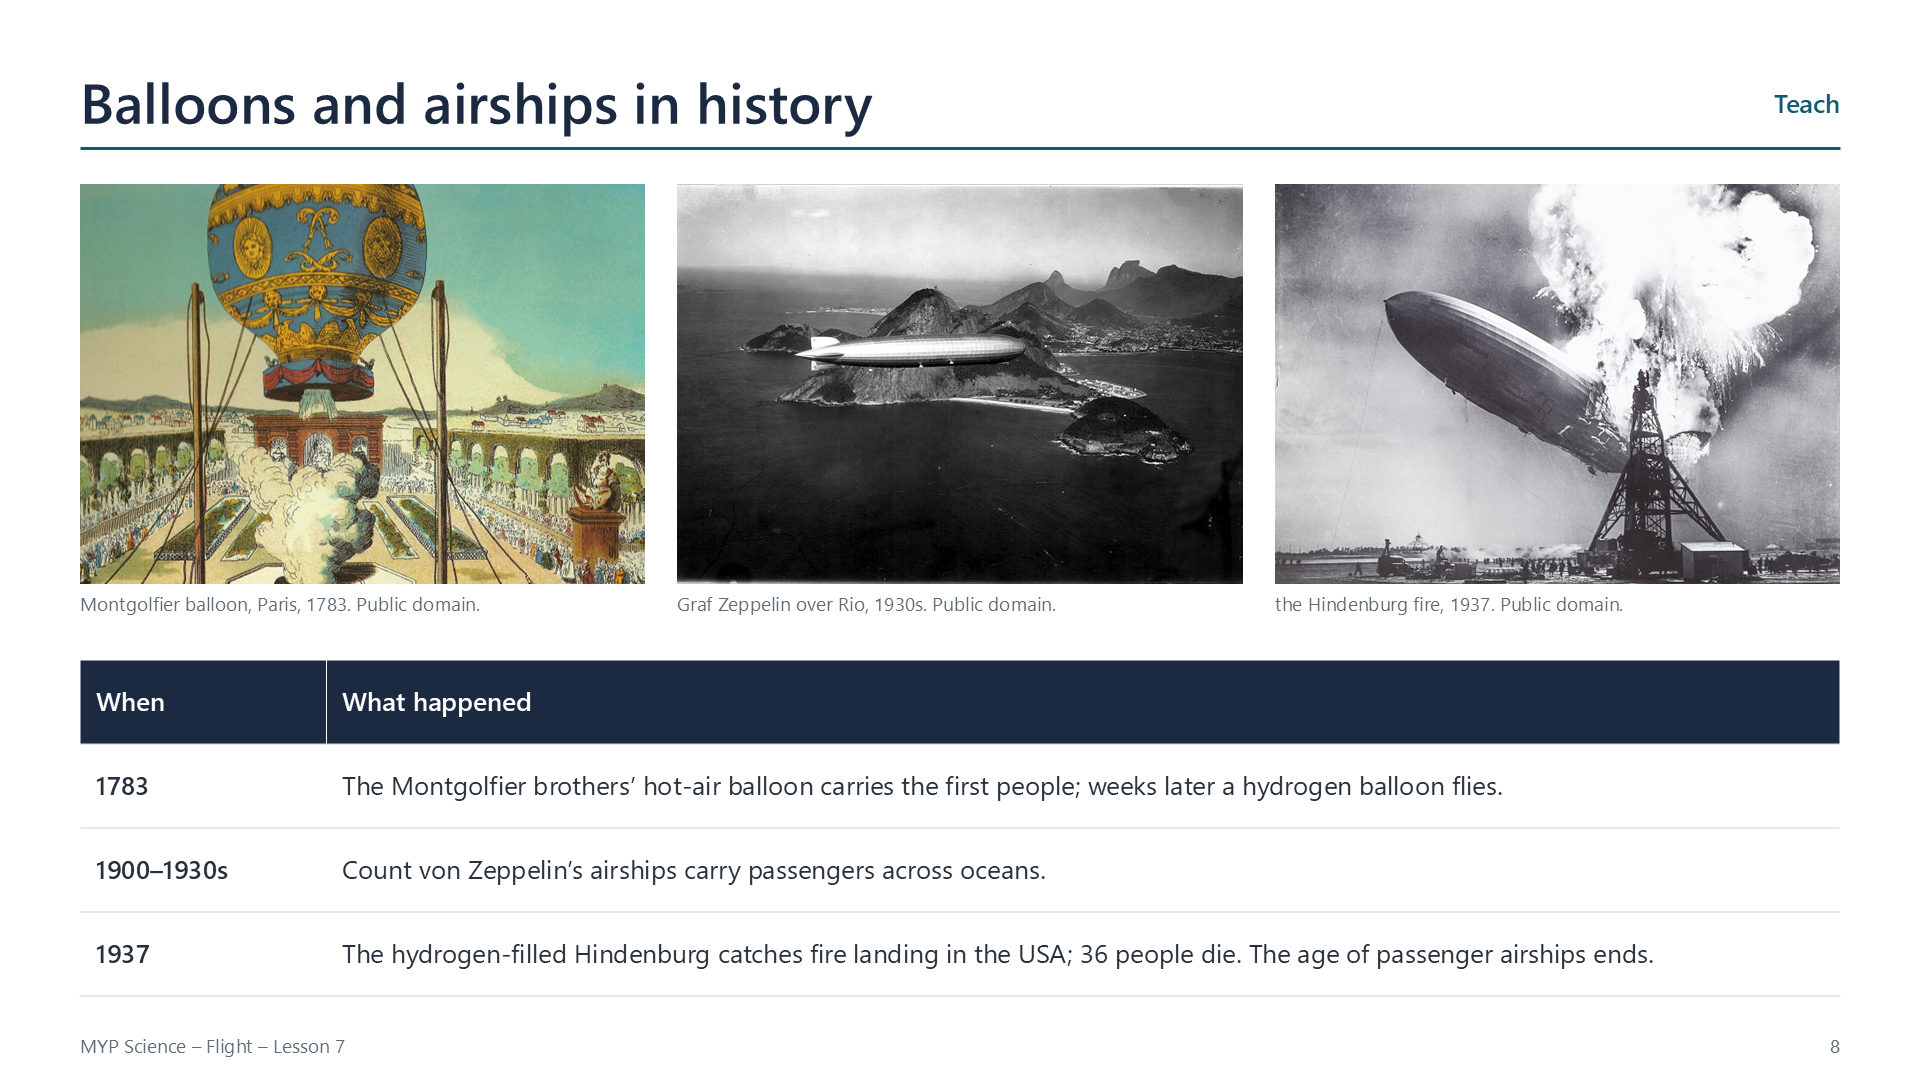 Balloons and airships in history
Teach
Montgolfier balloon, Paris, 1783. Public domain.
Graf Zeppelin over Rio, 1930s. Public domain.
the Hindenburg fire, 1937. Public domain.
When
What happened
1783
The Montgolfier brothers’ hot-air balloon carries the first people; weeks later a hydrogen balloon flies.
1900–1930s
Count von Zeppelin’s airships carry passengers across oceans.
1937
The hydrogen-filled Hindenburg catches fire landing in the USA; 36 people die. The age of passenger airships ends.
MYP Science – Flight – Lesson 7
8